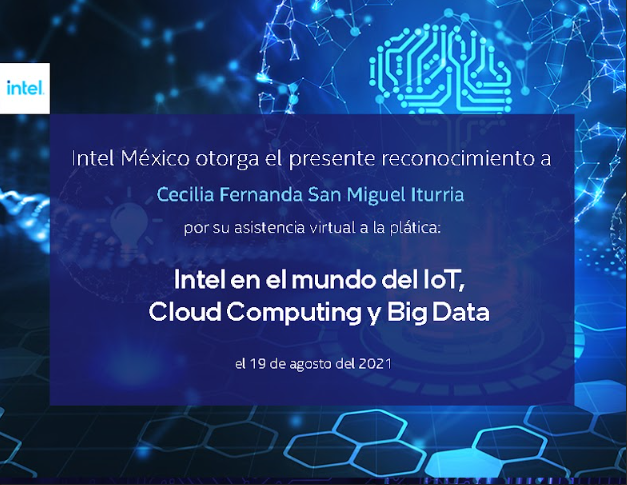 intel.
Intel México otorga el presente reconocimiento a
Cecilia Fernanda San Miguel Iturria
por su asistencia virtual a la plática:
Intel en el mundo del IoT,
Cloud Computing y Big Data
el 19 de agosto del 2021